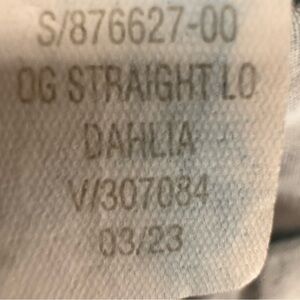 S/876627-00
OG STRAIGHT LO
DAHLIA
V/307084
03/23